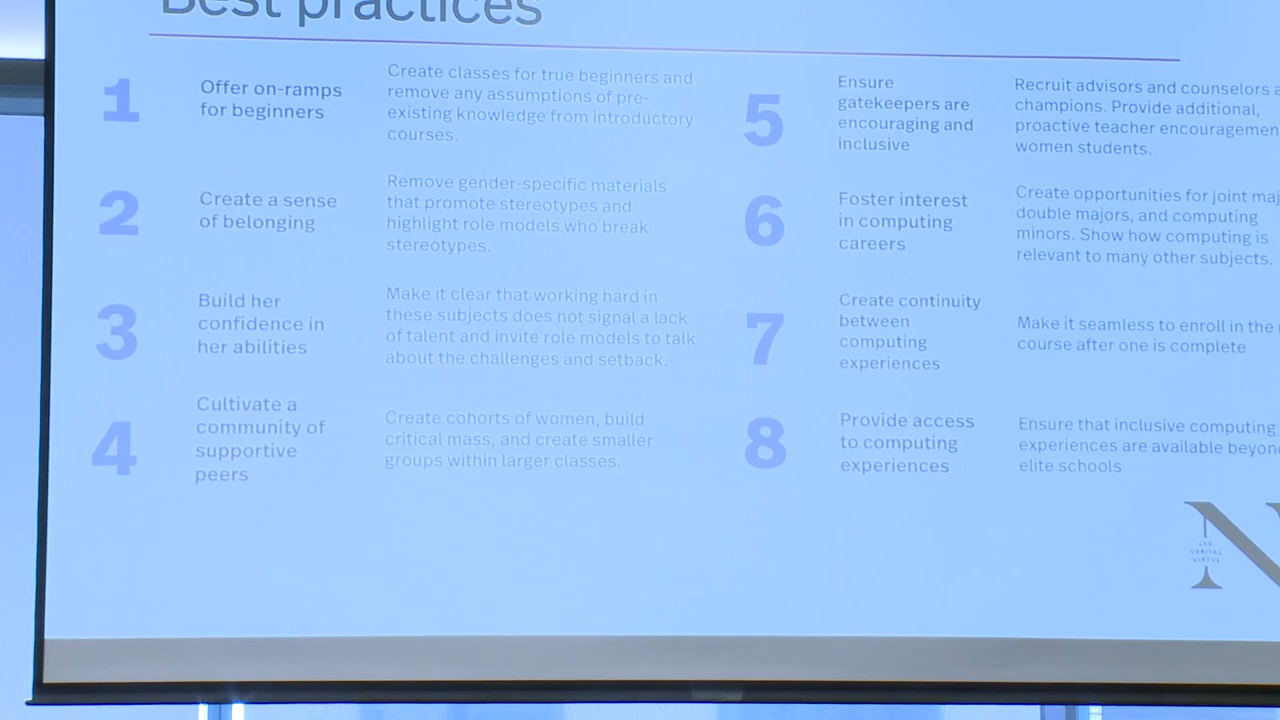 Best practices
1
Offer on-ramps
for beginners
Create classes for true beginners and
remove any assumptions of pre-
existing knowledge from introductory
courses.
2
Create a sense
of belonging
Remove gender-specific materials
that promote stereotypes and
highlight role models who break
stereotypes.
3
Build her
confidence in
her abilities
Make it clear that working hard in
these subjects does not signal a lack
of talent and invite role models to talk
about the challenges and setback.
4
Cultivate a
community of
supportive
peers
Create cohorts of women, build
critical mass, and create smaller
groups within larger classes.
5
Ensure
gatekeepers are
encouraging and
inclusive
Recruit advisors and counselors
champions. Provide additional,
proactive teacher encouragemen
women students.
6
Foster interest
in computing
careers
Create opportunities for joint maj
double majors, and computing
minors. Show how computing is
relevant to many other subjects.
7
Create continuity
between
computing
experiences
Make it seamless to enroll in the
course after one is complete
8
Provide access
to computing
experiences
Ensure that inclusive computing
experiences are available beyon
elite schools
N
LUX
VERITAS
VIRTUS